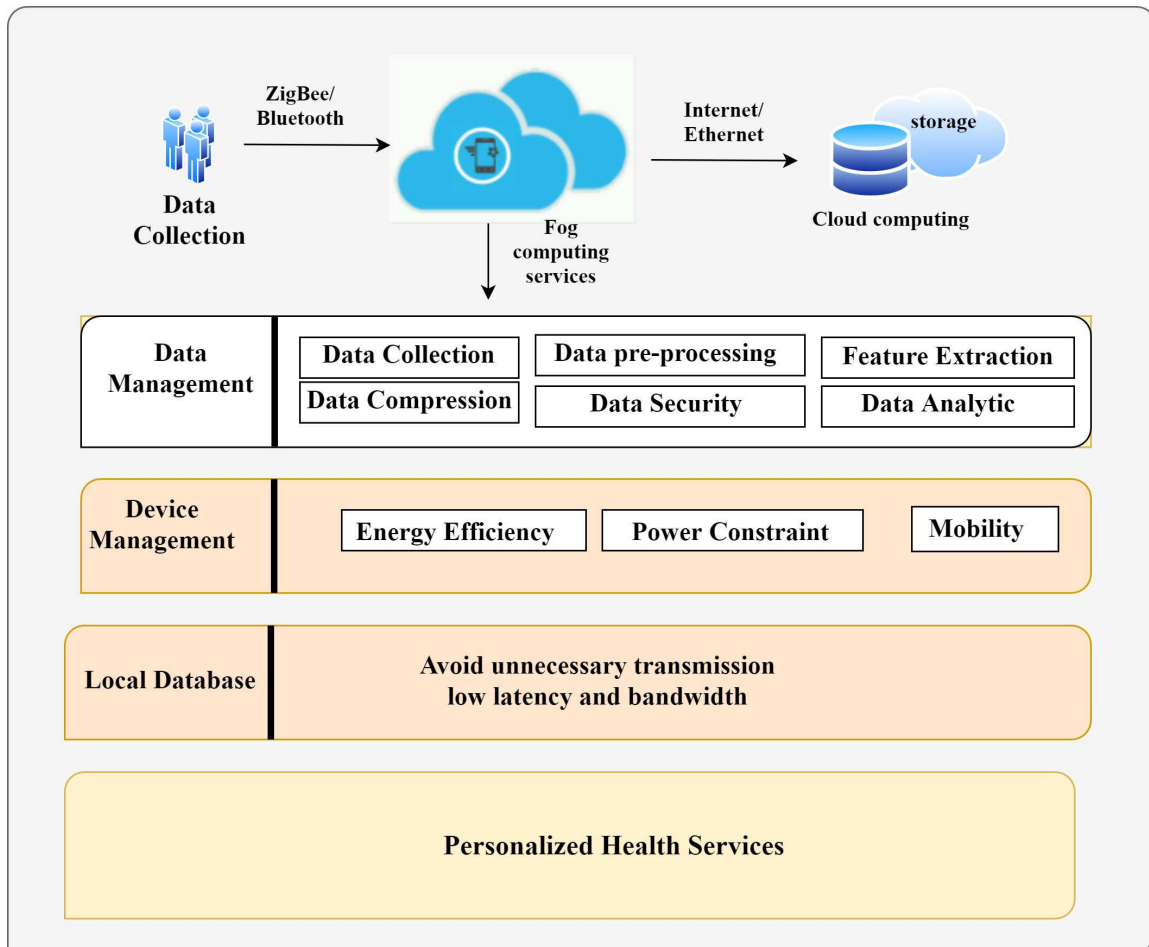 ZigBee/
Bluetooth
Internet/
Ethernet
storage
Data
Collection
Cloud computing
Fog
computing
services
Data
Management
Data Collection
Data pre-processing
Feature Extraction
Data Compression
Data Security
Data Analytic
Device
Management
Energy Efficiency
Power Constraint
Mobility
Local Database
Avoid unnecessary transmission
low latency and bandwidth
Personalized Health Services